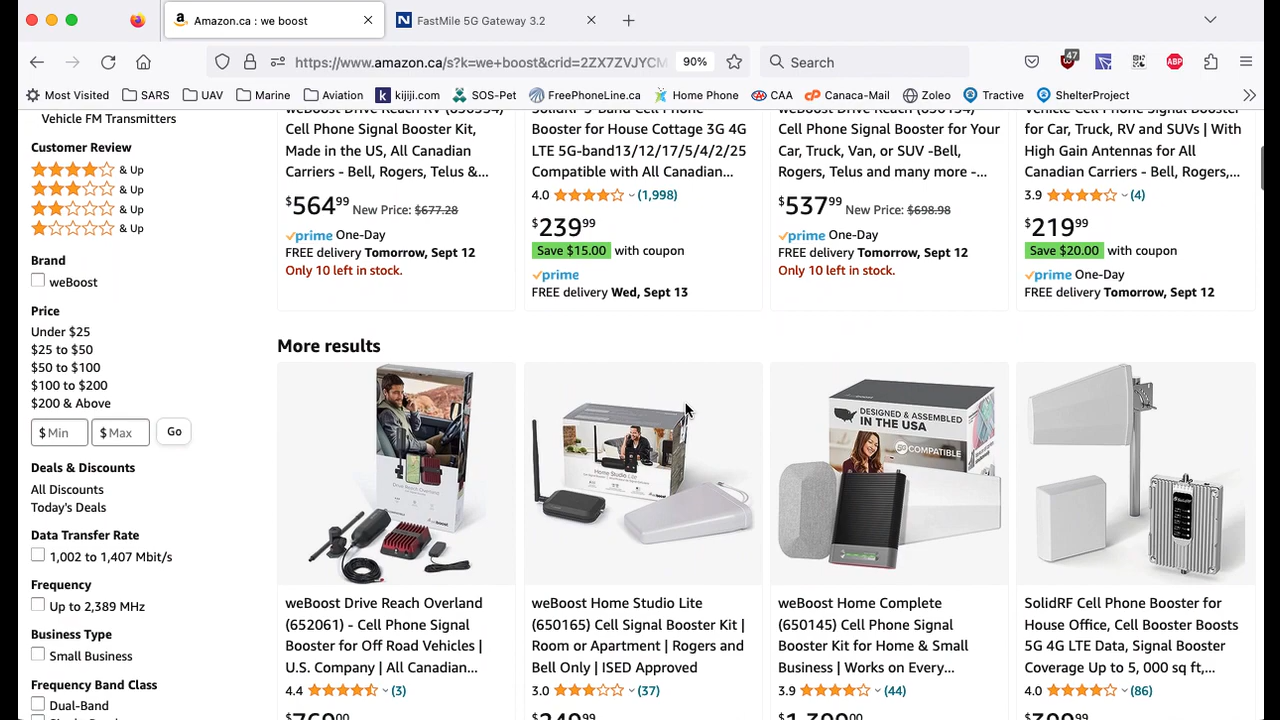 Amazon.ca : we boost
FastMile 5G Gateway 3.2
https://www.amazon.ca/s?k=we+boost&crid=2ZX7ZVJYCM
90%
Search
47
ABP
Most Visited
SARS
UAV
Marine
Aviation
kijiji.com
SOS-Pet
FreePhoneLine.ca
Home Phone
CAA
Canaca-Mail
Zoleo
Tractive
ShelterProject
Vehicle FM Transmitters
Customer Review
& Up
& Up
& Up
& Up
Brand
weBoost
Price
Under $25
$25 to $50
$50 to $100
$100 to $200
$200 & Above
$ Min
$ Max
Go
Deals & Discounts
All Discounts
Today's Deals
Data Transfer Rate
1,002 to 1,407 Mbit/s
Frequency
Up to 2,389 MHz
Business Type
Small Business
Frequency Band Class
Dual-Band
Cell Phone Signal Booster Kit,
Made in the US, All Canadian
Carriers - Bell, Rogers, Telus &...
$564.99 New Price: $677.28
prime One-Day
FREE delivery Tomorrow, Sept 12
Only 10 left in stock.
Booster for House Cottage 3G 4G
LTE 5G-band13/12/17/5/4/2/25
Compatible with All Canadian...
4.0 (1,998)
$239.99
Save $15.00 with coupon
prime
FREE delivery Wed, Sept 13
Cell Phone Signal Booster for Your
Car, Truck, Van, or SUV -Bell,
Rogers, Telus and many more -...
$537.99 New Price: $698.98
prime One-Day
FREE delivery Tomorrow, Sept 12
Only 10 left in stock.
for Car, Truck, RV and SUVs | With
High Gain Antennas for All
Canadian Carriers - Bell, Rogers,...
3.9 (4)
$219.99
Save $20.00 with coupon
prime One-Day
FREE delivery Tomorrow, Sept 12
More results
Drive Reach Overland
Home Studio Lite
DESIGNED & ASSEMBLED
IN THE USA
5G COMPATIBLE
weBoost Drive Reach Overland
(652061) - Cell Phone Signal
Booster for Off Road Vehicles |
U.S. Company | All Canadian...
4.4 (3)
weBoost Home Studio Lite
(650165) Cell Signal Booster Kit |
Room or Apartment | Rogers and
Bell Only | ISED Approved
3.0 (37)
weBoost Home Complete
(650145) Cell Phone Signal
Booster Kit for Home & Small
Business | Works on Every...
3.9 (44)
SolidRF Cell Phone Booster for
House Office, Cell Booster Boosts
5G 4G LTE Data, Signal Booster
Coverage Up to 5, 000 sq ft,...
4.0 (86)